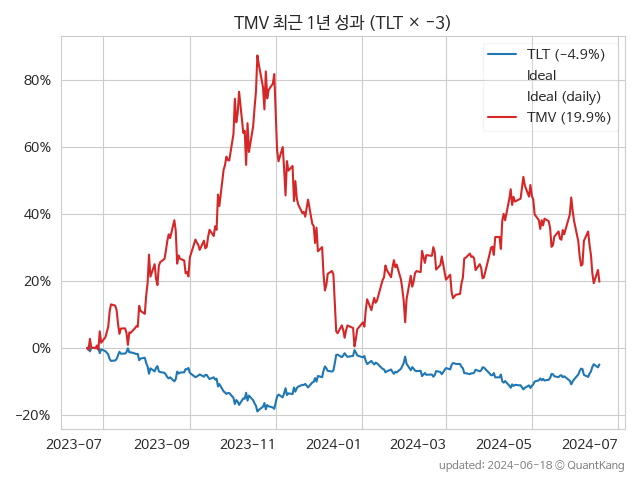 TMV 최근 1년 성과 (TLT × −3)
TLT (−4.9%)
Ideal
Ideal (daily)
TMV (19.9%)
80%
60%
40%
20%
0%
−20%
2023−07
2023−09
2023−11
2024−01
2024−03
2024−05
2024−07
updated: 2024−06−18 © QuantKang